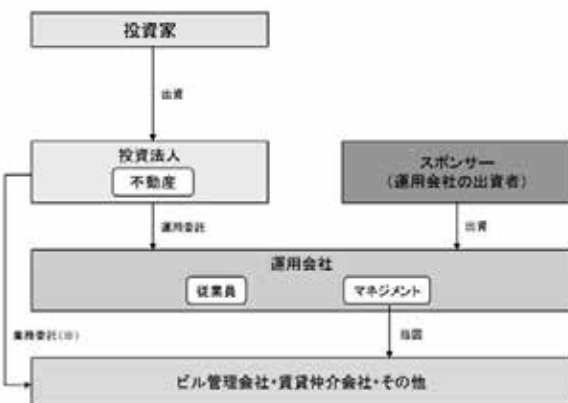 投資家
出資
投資法人
不動産
スポンサー
(運用会社の出資者)
運用委託
出資
運用会社
従業員
マネジメント
業務委託(※)
指図
ビル管理会社・賃貸仲介会社・その他